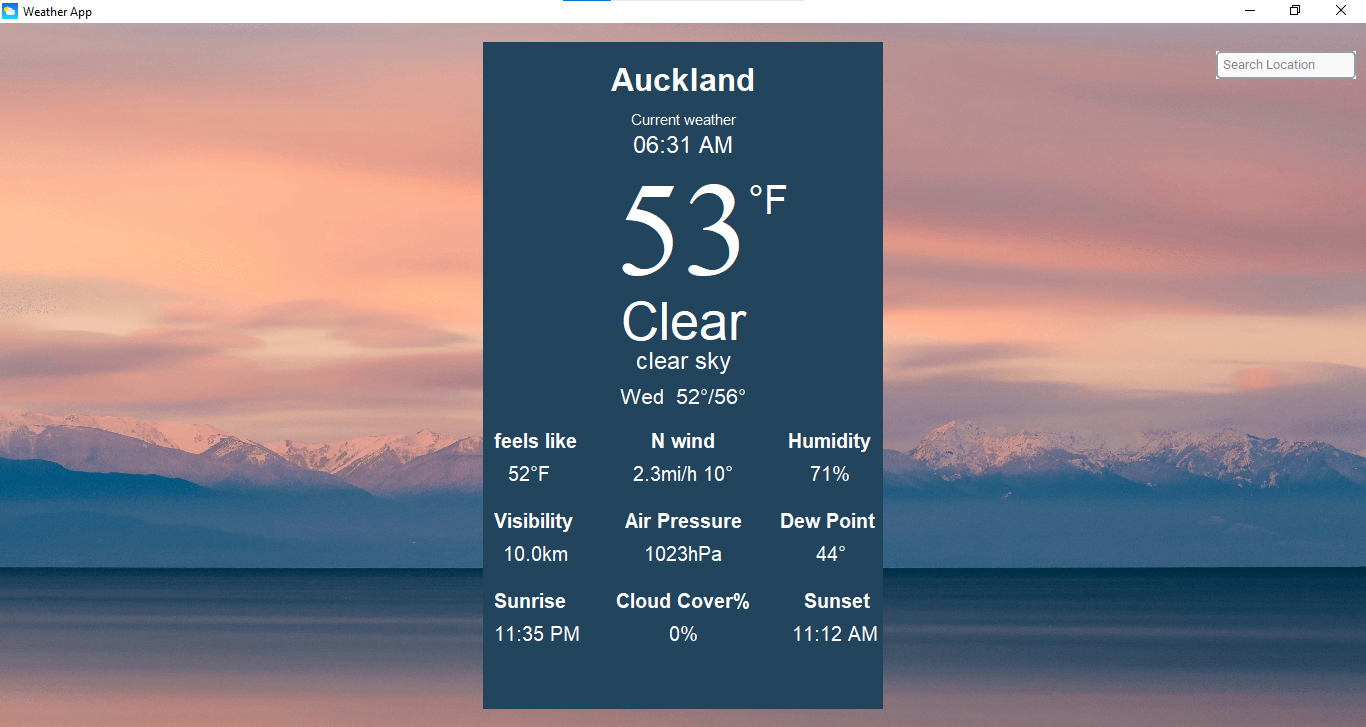 Weather App
Search Location
Auckland
Current weather
06:31 AM
53 °F
Clear
clear sky
Wed 52°/56°
feels like N wind Humidity
52°F 2.3mi/h 10° 71%
Visibility Air Pressure Dew Point
10.0km 1023hPa 44°
Sunrise Cloud Cover% Sunset
11:35 PM 0% 11:12 AM